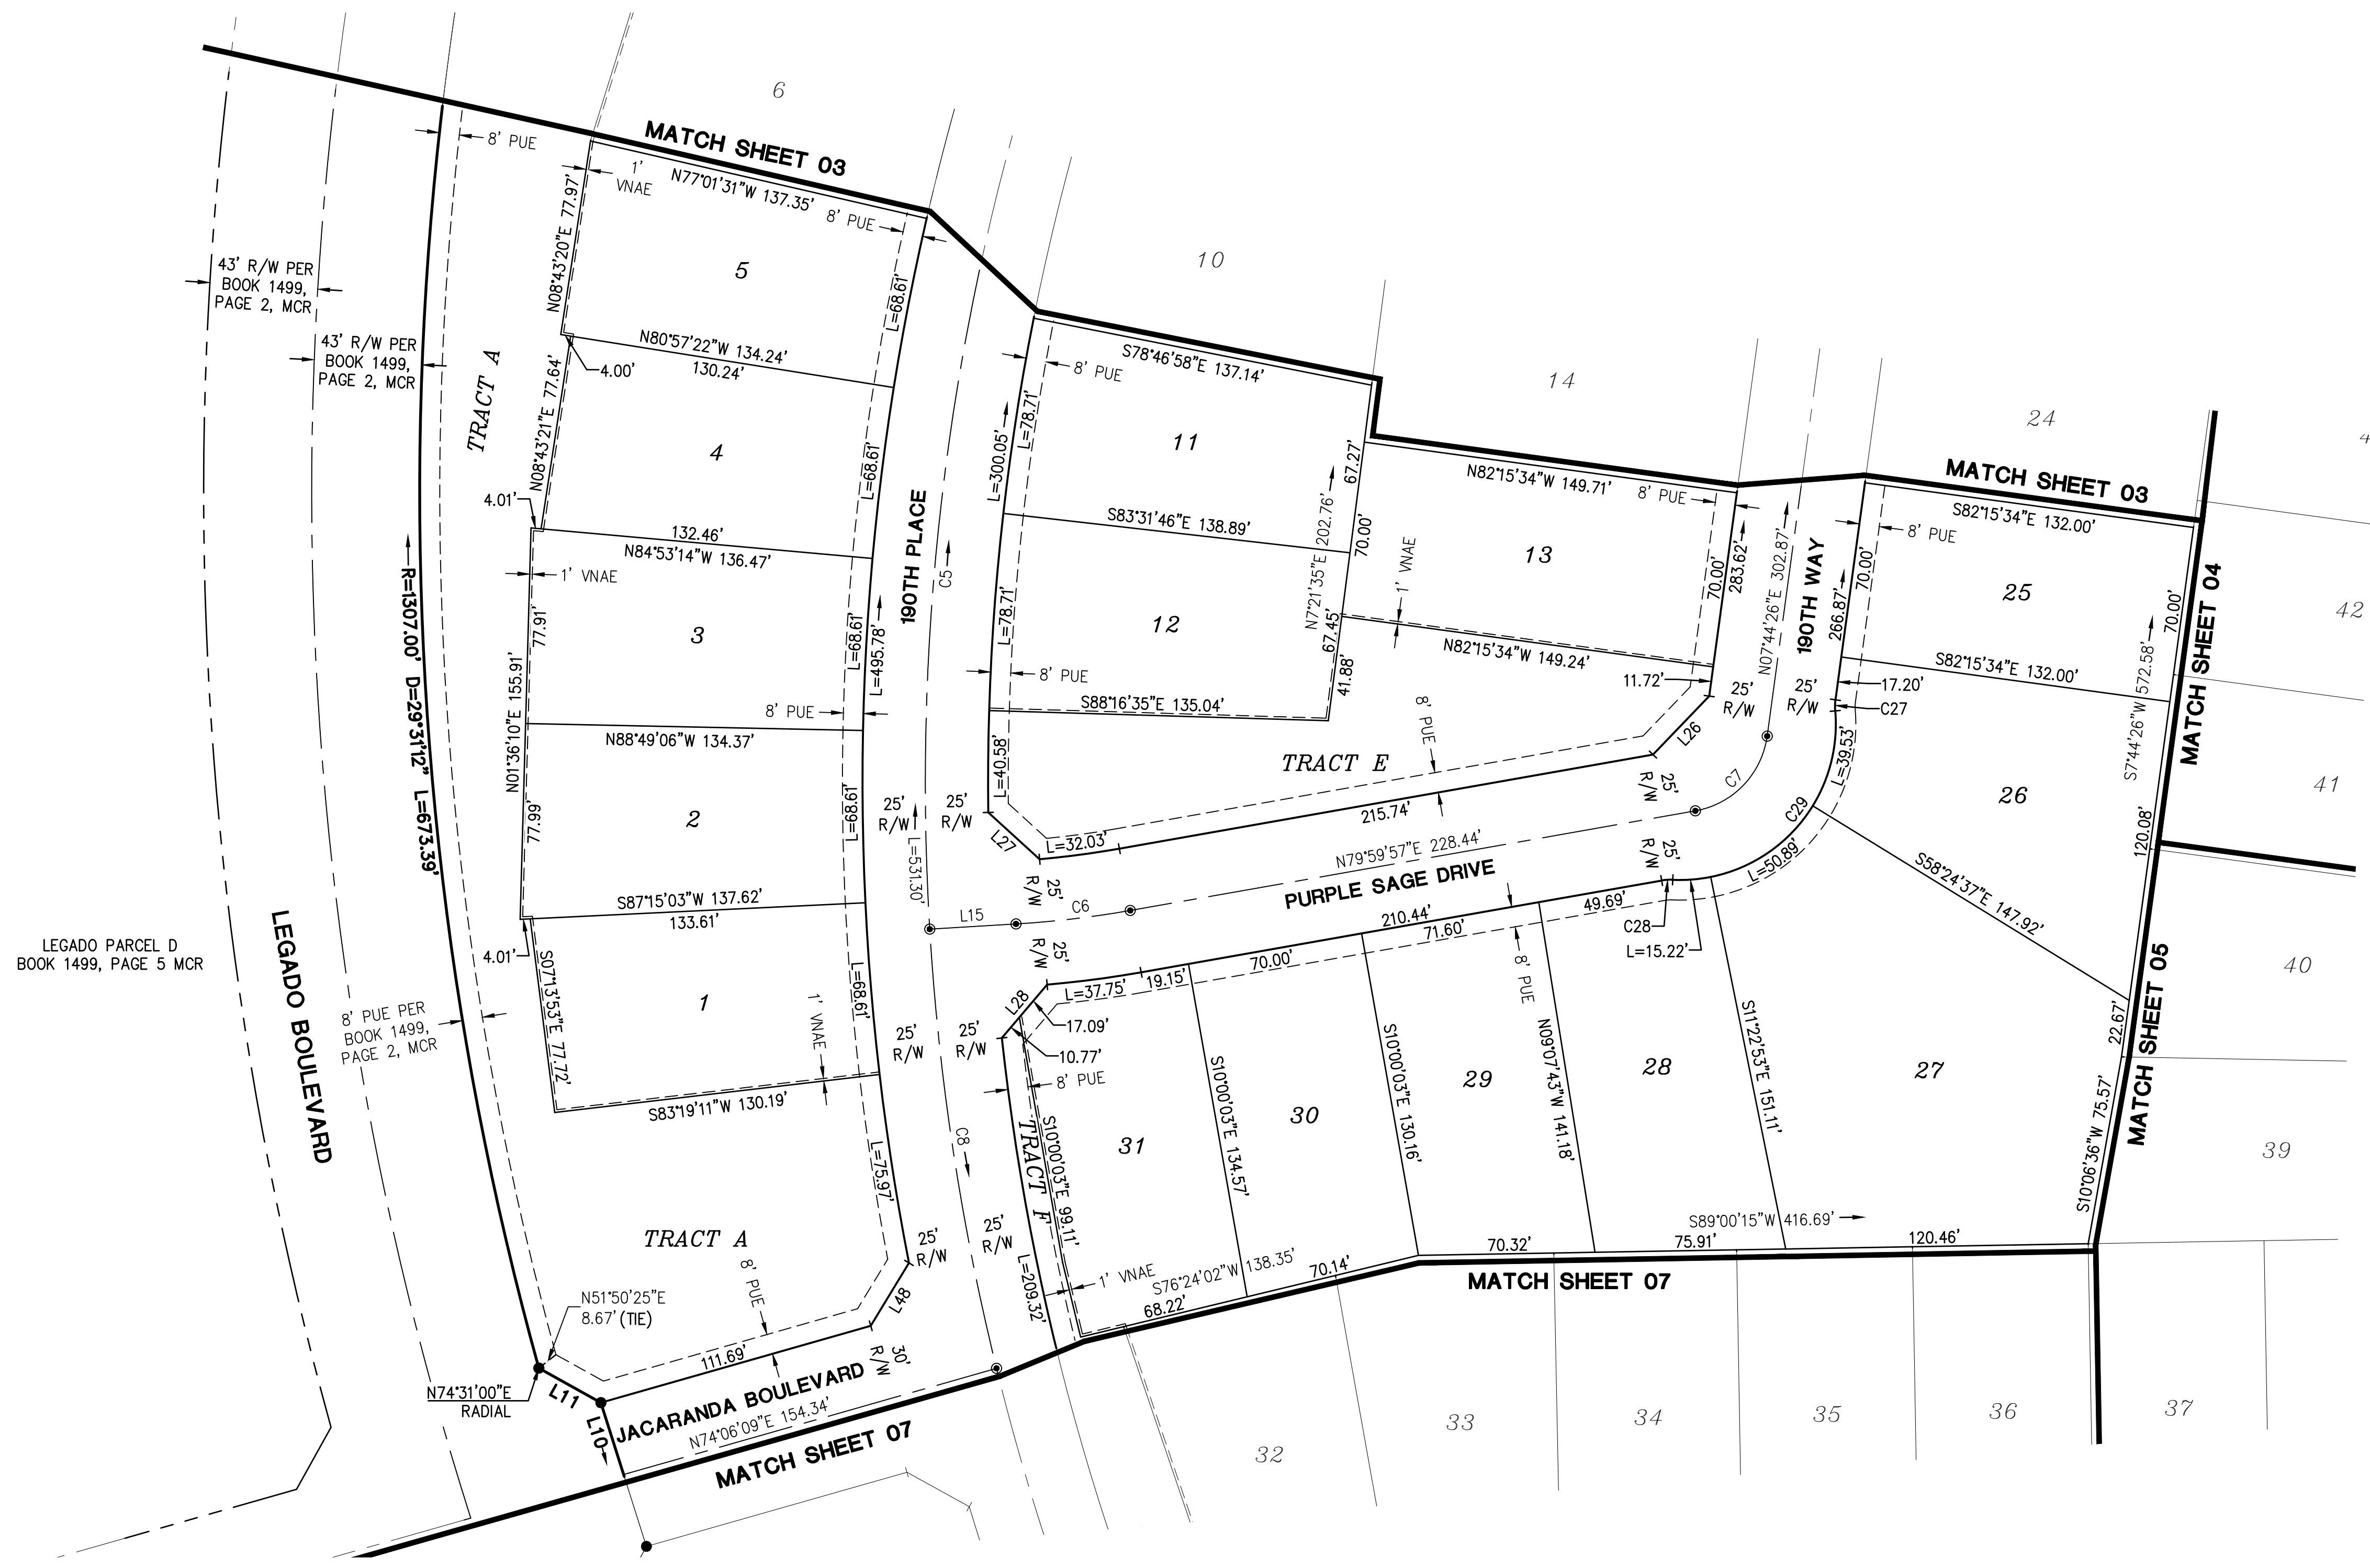 6
MATCH SHEET 03
8' PUE
1'
VNAE
N77°01'31"W 137.35'
8' PUE
N08°43'20"E 77.97'
5
L=68.61'
43' R/W PER
BOOK 1499,
PAGE 2, MCR
43' R/W PER
BOOK 1499,
PAGE 2, MCR
TRACT A
N80°57'22"W 134.24'
130.24'
4.00'
N08°43'21"E 77.64'
4
L=68.61'
4.01'
132.46'
N84°53'14"W 136.47'
1' VNAE
77.91'
3
L=68.61'
L=495.78'
N01°36'10"E 155.91'
8' PUE
N88°49'06"W 134.37'
77.99'
2
L=68.61'
S87°15'03"W 137.62'
133.61'
4.01'
S07°13'53"E 77.72'
1
1' VNAE
L=68.61'
S83°19'11"W 130.19'
R=1307.00' D=29°31'12" L=673.39'
LEGADO BOULEVARD
LEGADO PARCEL D
BOOK 1499, PAGE 5 MCR
8' PUE PER
BOOK 1499,
PAGE 2, MCR
TRACT A
8' PUE
L=75.97'
25'
R/W
L48
N51°50'25"E
8.67' (TIE)
111.69'
30'
R/W
N74°31'00"E
RADIAL
L11
L10
JACARANDA BOULEVARD
N74°06'09"E 154.34'
MATCH SHEET 07
190TH PLACE
C5
L=531.30'
25'
R/W
25'
R/W
L15
C6
25'
R/W
25'
R/W
C8
25'
R/W
10
S78°46'58"E 137.14'
8' PUE
L=300.05'
L=78.71'
11
67.27'
S83°31'46"E 138.89'
N7°21'35"E 202.76'
70.00'
L=78.71'
12
67.45'
8' PUE
S88°16'35"E 135.04'
41.88'
L=40.58'
L27
L=32.03'
25'
R/W
25'
R/W
14
N82°15'34"W 149.71'
8' PUE
13
1' VNAE
70.00'
283.62'
N82°15'34"W 149.24'
11.72'
8' PUE
TRACT E
L26
25'
R/W
215.74'
N79°59'57"E 228.44'
PURPLE SAGE DRIVE
N07°44'26"E 302.87'
190TH WAY
25'
R/W
25'
R/W
C7
24
4
MATCH SHEET 03
S82°15'34"E 132.00'
8' PUE
70.00'
266.87'
25
70.00'
42
MATCH SHEET 04
S82°15'34"E 132.00'
17.20'
C27
L=39.53'
S7°44'26"W 572.58'
C29
26
41
120.08'
L=50.89'
25'
R/W
C28
L=15.22'
S58°24'37"E 147.92'
MATCH SHEET 05
40
22.67'
L28
L=37.75'
19.15'
70.00'
210.44'
71.60'
49.69'
8' PUE
17.09'
10.77'
8' PUE
TRACT F
S10°00'03"E 99.11'
31
S10°00'03"E 134.57'
30
S10°00'03"E 130.16'
29
N09°07'43"W 141.18'
28
S11°22'53"E 151.11'
27
S10°06'36"W 75.57'
39
L=209.32'
1' VNAE
S76°24'02"W 138.35'
68.22'
70.14'
70.32'
75.91'
S89°00'15"W 416.69'
120.46'
MATCH SHEET 07
32
33
34
35
36
37